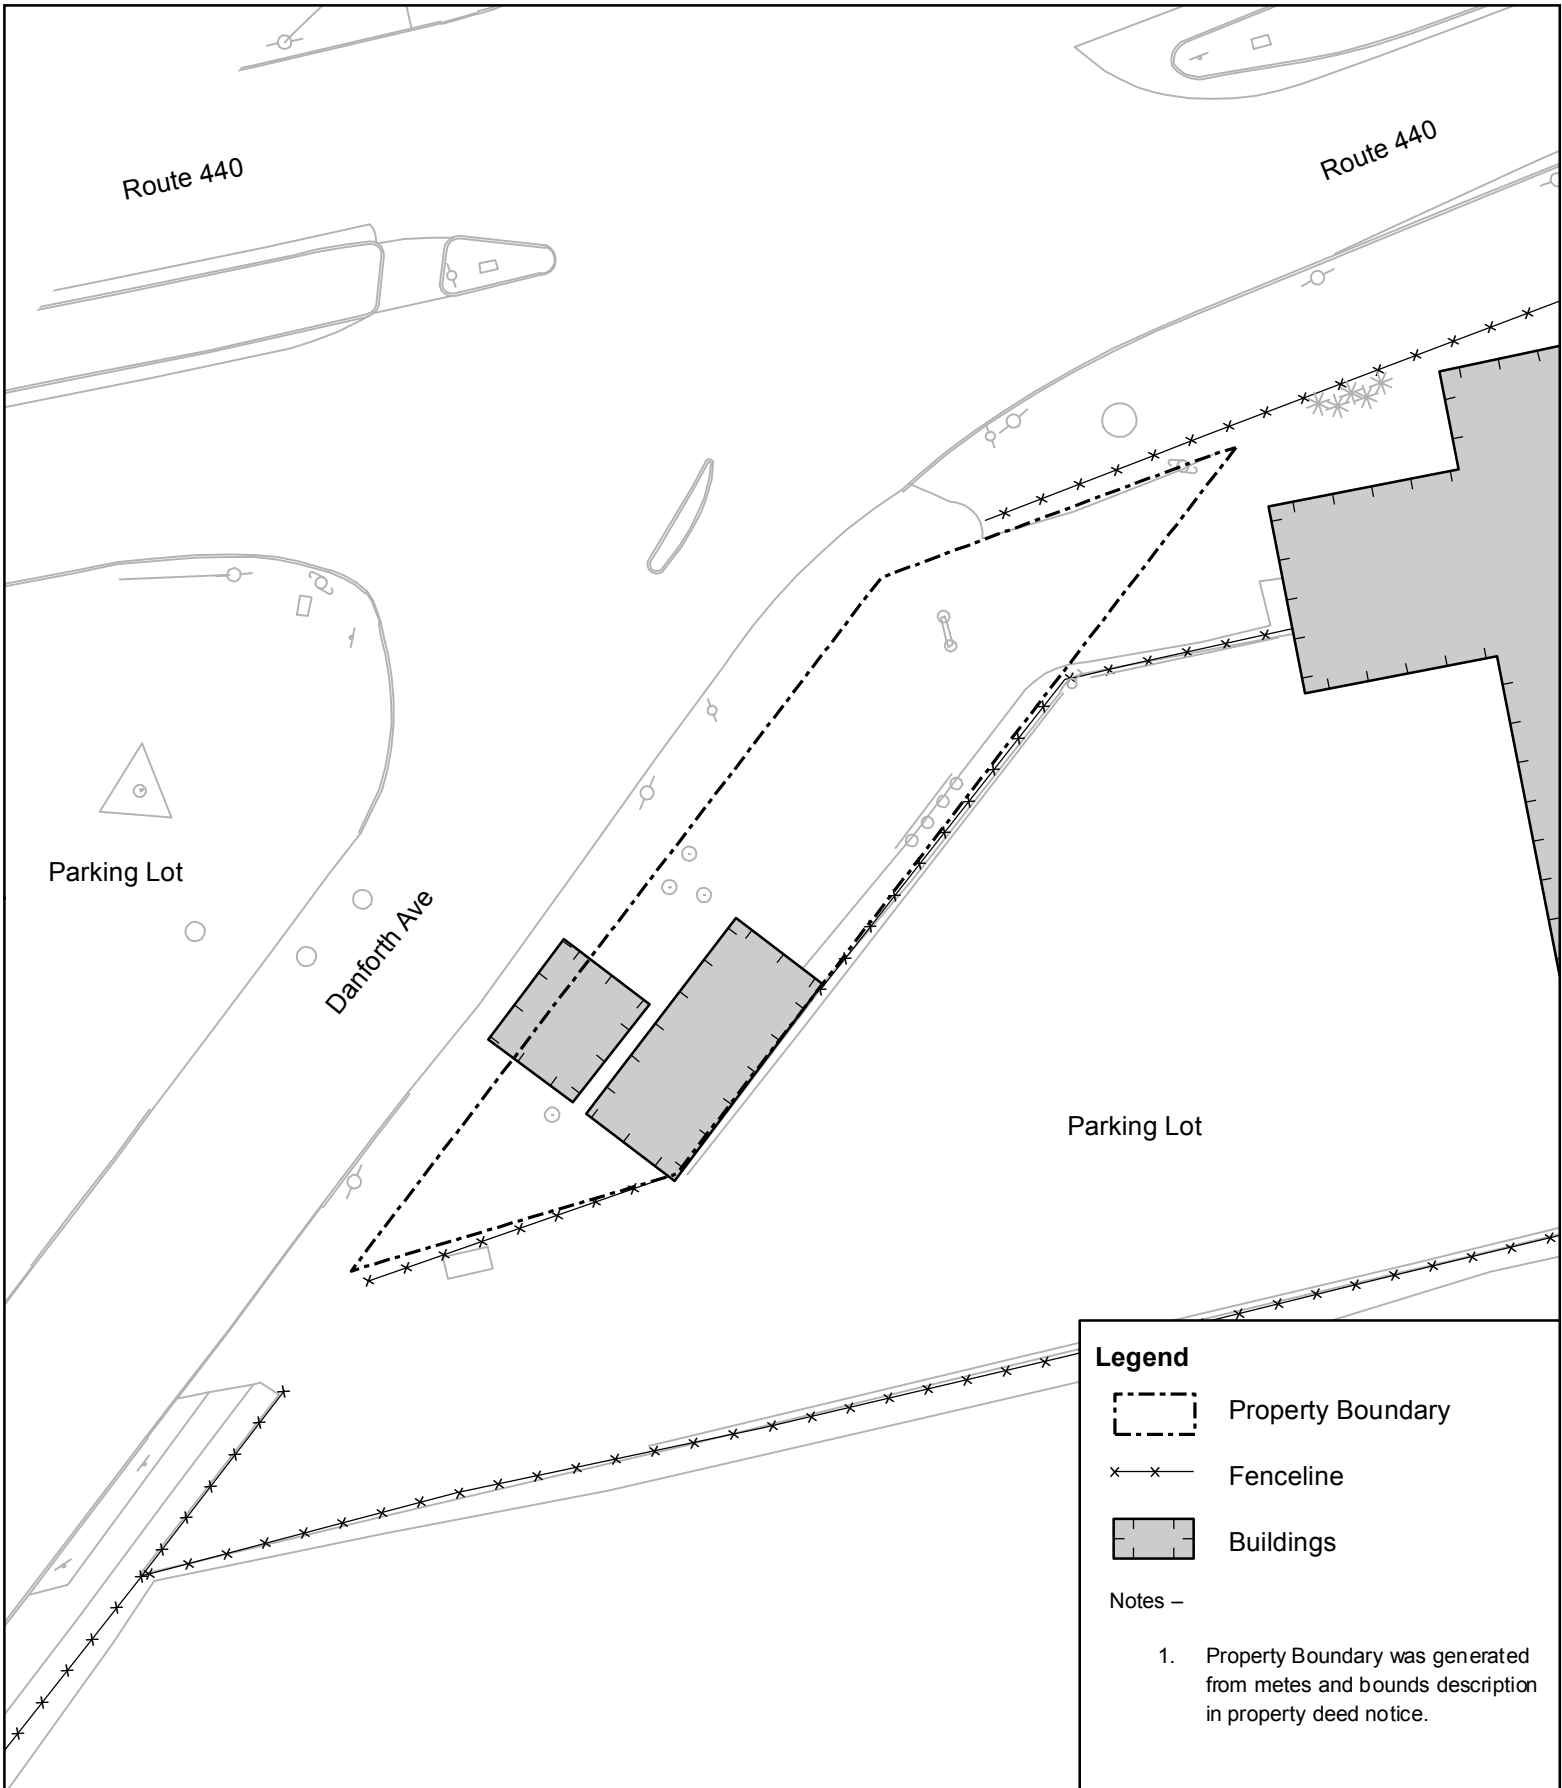 Route 440
Route 440
Parking Lot
Danforth Ave
Parking Lot
Legend
Property Boundary
Fenceline
Buildings
Notes –
1. Property Boundary was generated
from metes and bounds description
in property deed notice.